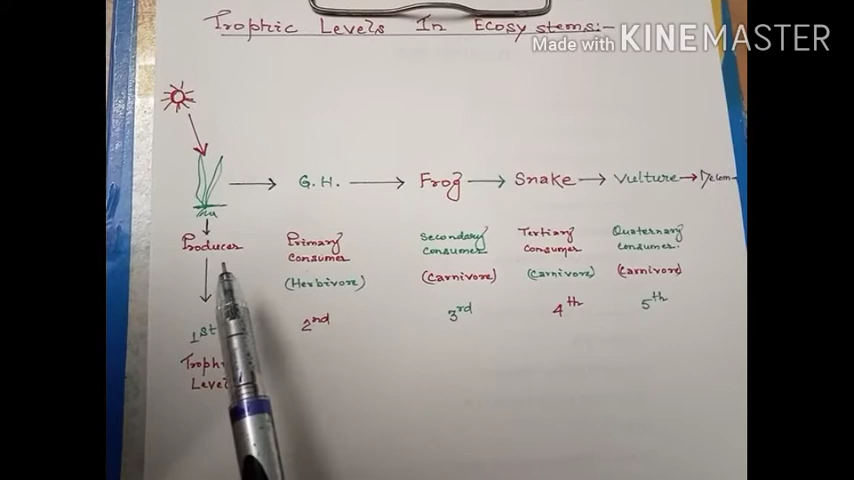 Trophic Levels In Ecosystems:-
Made with KINEMASTER
G.H. Frog Snake Vulture
Producer
Primary Consumer (Herbivore) 2nd
Secondary Consumer (Carnivore) 3rd
Tertiary Consumer (Carnivore) 4th
Quaternary Consumer. (Carnivore) 5th
1st
Level